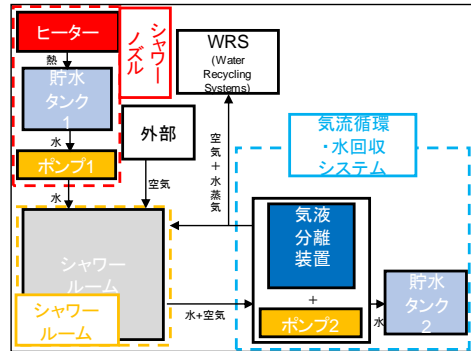 ヒーター
シャワー
ノズル
熱
貯水
タンク
1
水
ポンプ1
水
WRS
(Water
Recycling
Systems)
外部
空気
空気＋水蒸気
気流循環
・水回収
システム
シャワー
ルーム
シャワー
ルーム
水+空気
気液
分離
装置
+
ポンプ2
水
貯水
タンク
2